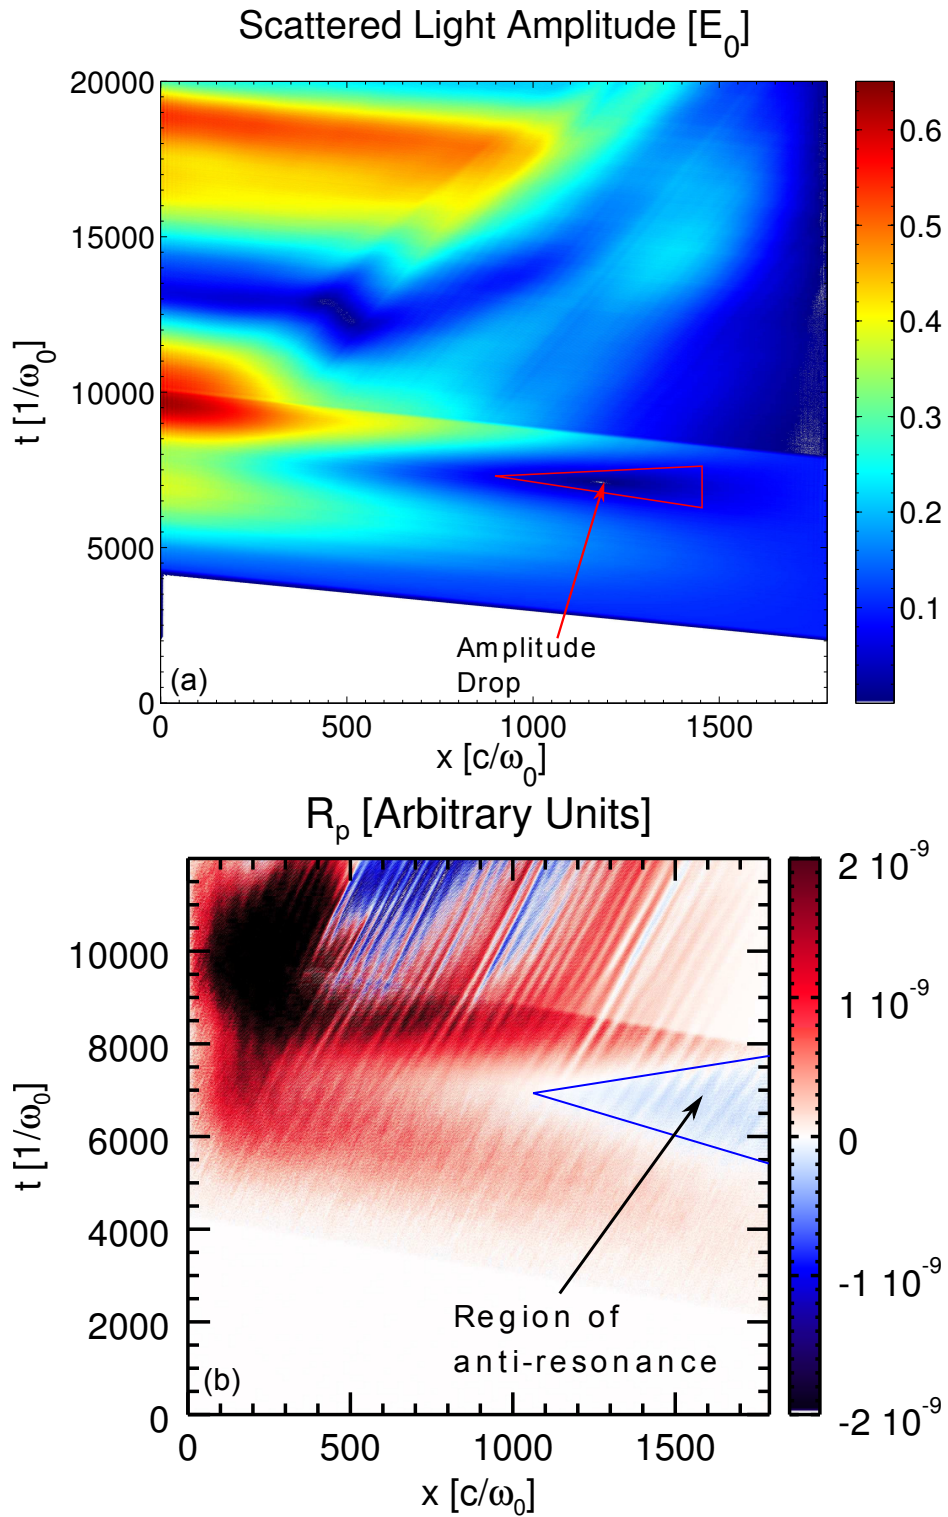 Scattered Light Amplitude [E0]
20000
15000
10000
5000
0
t [1/ω0]
0.6
0.5
0.4
0.3
0.2
0.1
Amplitude
Drop
(a)
0 500 1000 1500
x [c/ω0]
Rp [Arbitrary Units]
10000
8000
6000
4000
2000
0
t [1/ω0]
2 10-9
1 10-9
0
-1 10-9
-2 10-9
Region of
anti-resonance
(b)
0 500 1000 1500
x [c/ω0]